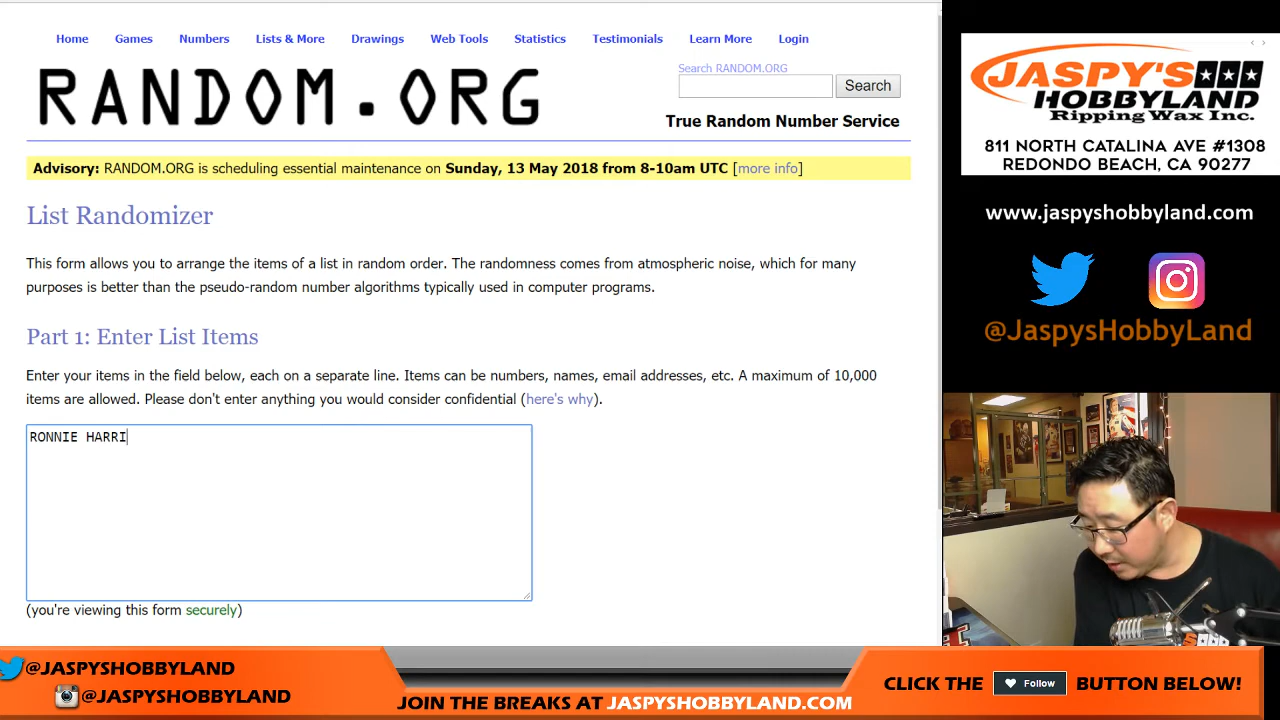 Home Games Numbers Lists & More Drawings Web Tools Statistics Testimonials Learn More Login
RANDOM.ORG
Search RANDOM.ORG
Search
True Random Number Service
Advisory: RANDOM.ORG is scheduling essential maintenance on Sunday, 13 May 2018 from 8-10am UTC [more info]
List Randomizer
This form allows you to arrange the items of a list in random order. The randomness comes from atmospheric noise, which for many
purposes is better than the pseudo-random number algorithms typically used in computer programs.
Part 1: Enter List Items
Enter your items in the field below, each on a separate line. Items can be numbers, names, email addresses, etc. A maximum of 10,000
items are allowed. Please don't enter anything you would consider confidential (here's why).
RONNIE HARRI
(you're viewing this form securely)
JASPY'S
HOBBYLAND
Ripping Wax Inc.
811 NORTH CATALINA AVE #1308
REDONDO BEACH, CA 90277
www.jaspyshobbyland.com
@JaspysHobbyLand
@JASPYSHOBBYLAND
@JASPYSHOBBYLAND
JOIN THE BREAKS AT JASPYSHOBBYLAND.COM
CLICK THE Follow BUTTON BELOW!